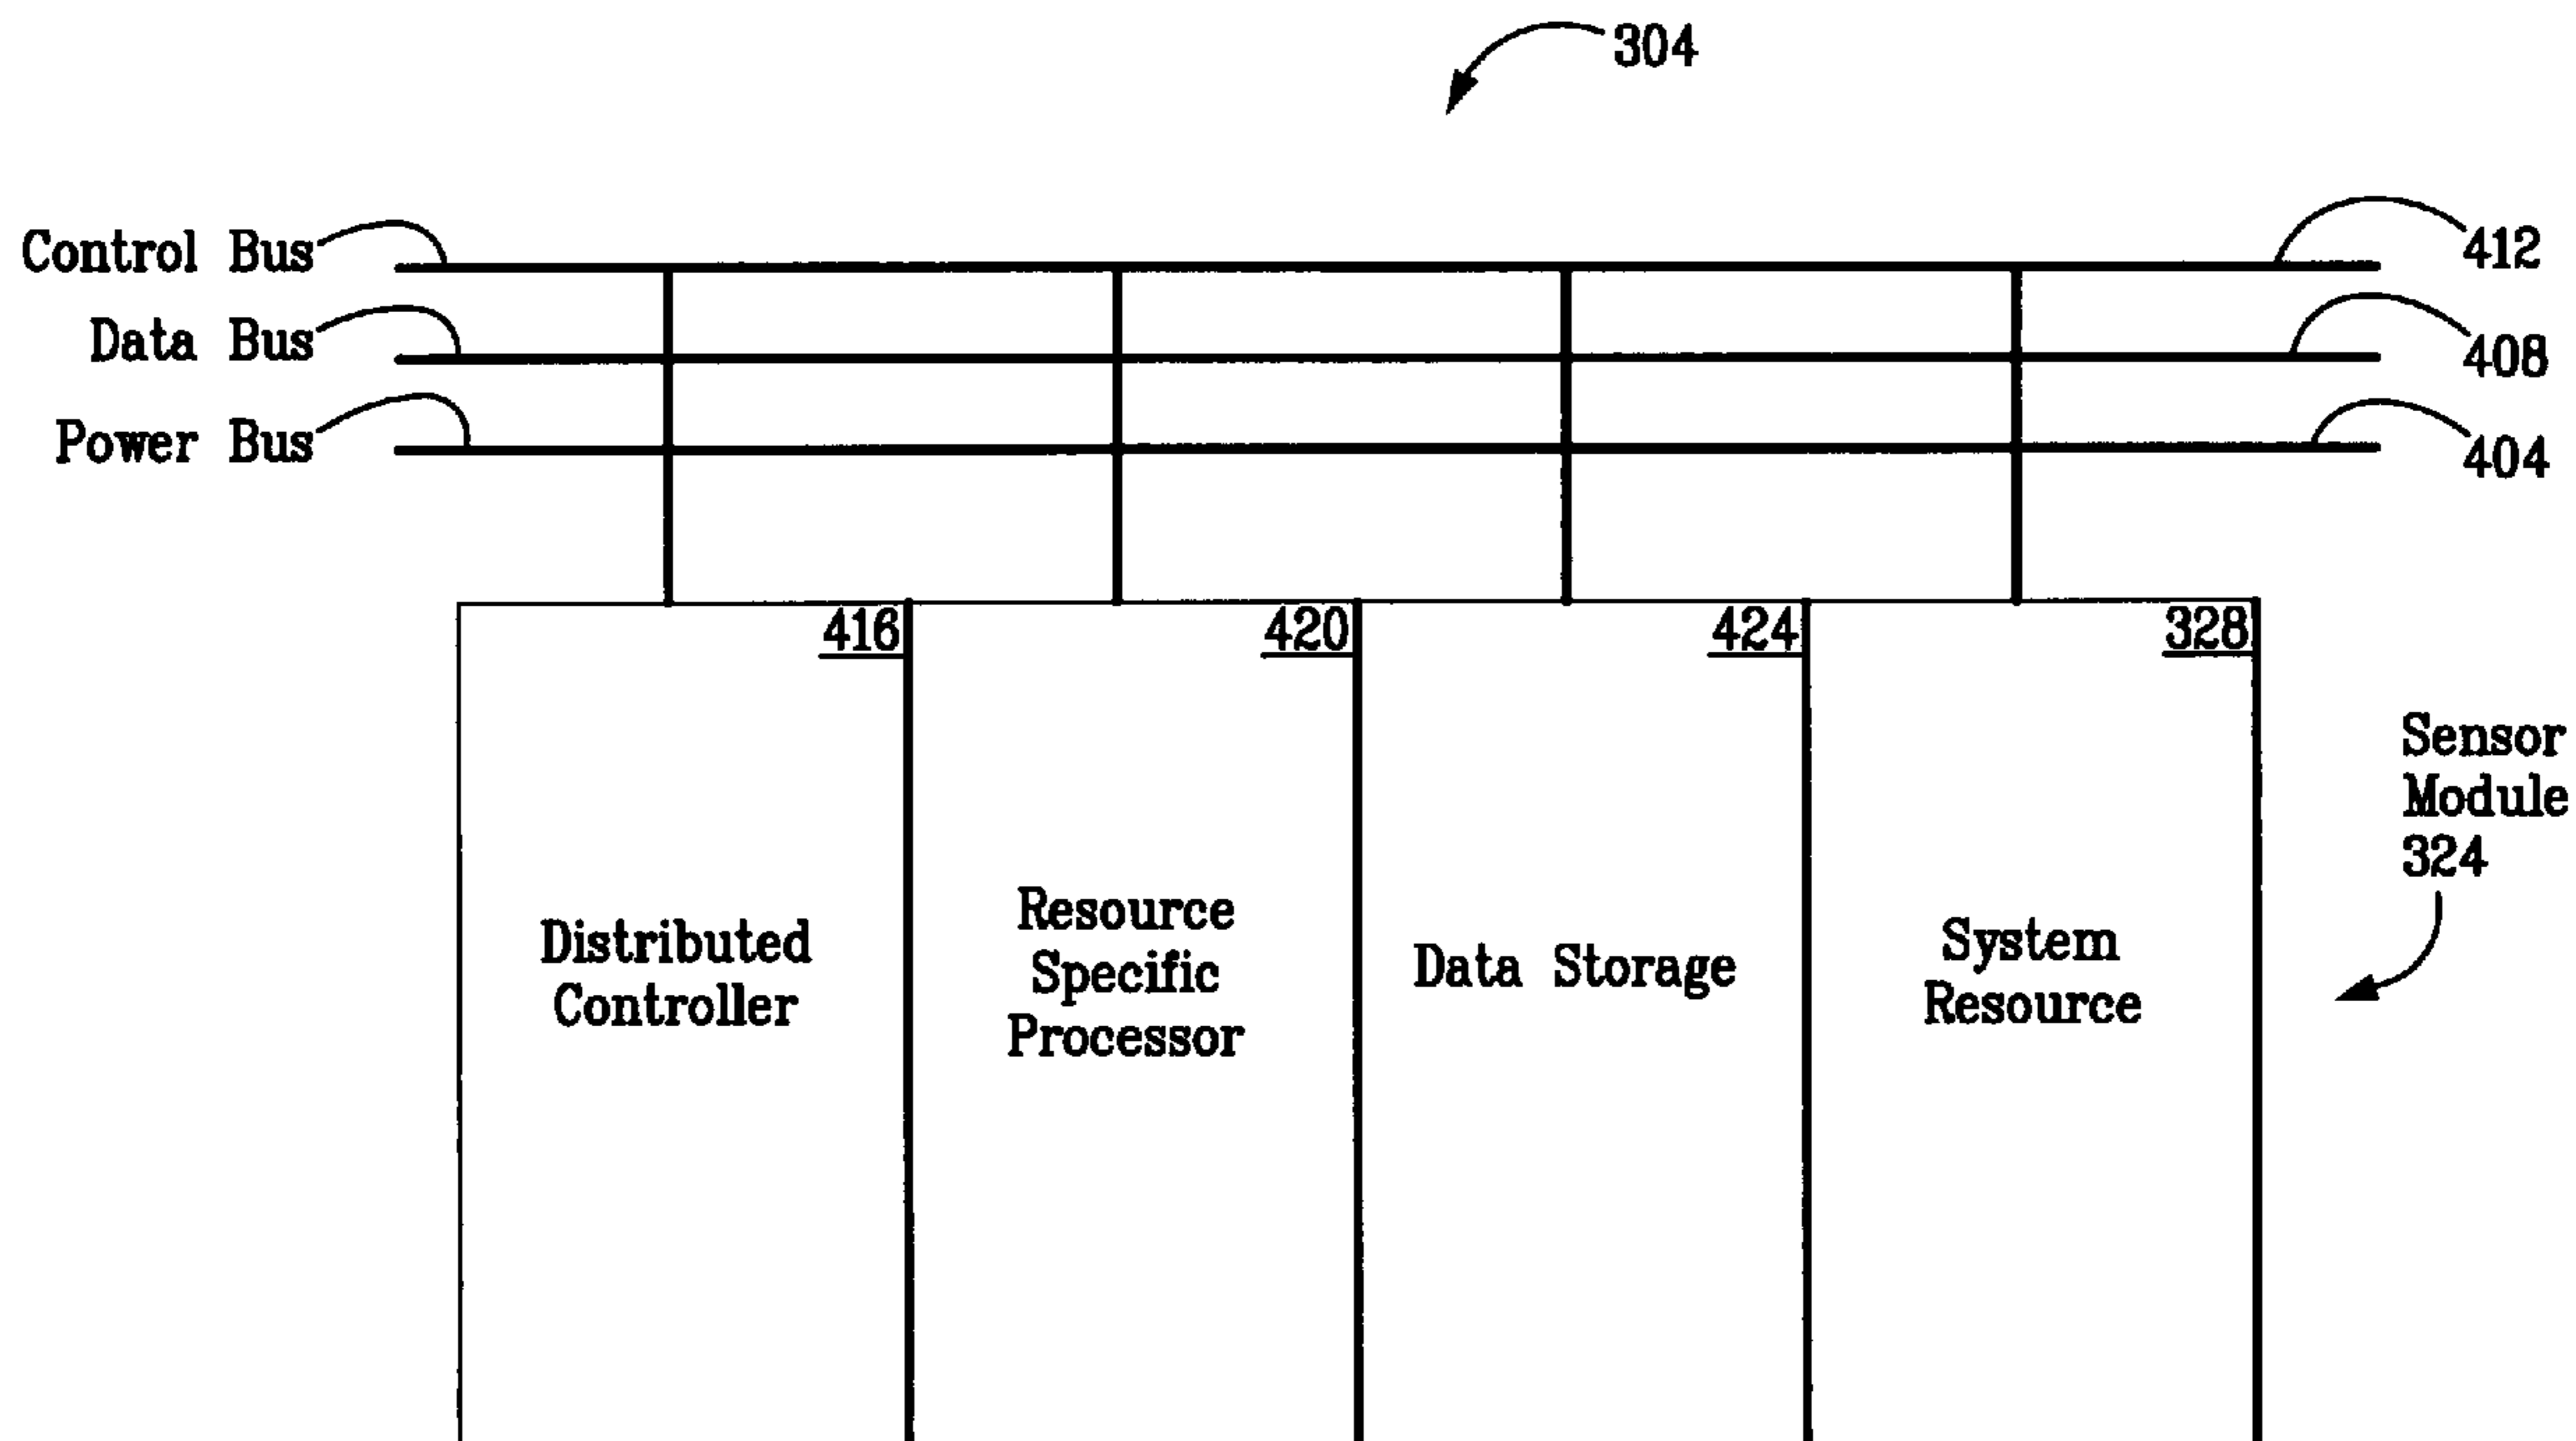 304
Control Bus
412
Data Bus
408
Power Bus
404
416
420
424
328
Sensor
Module
324
Distributed
Controller
Resource
Specific
Processor
Data Storage
System
Resource